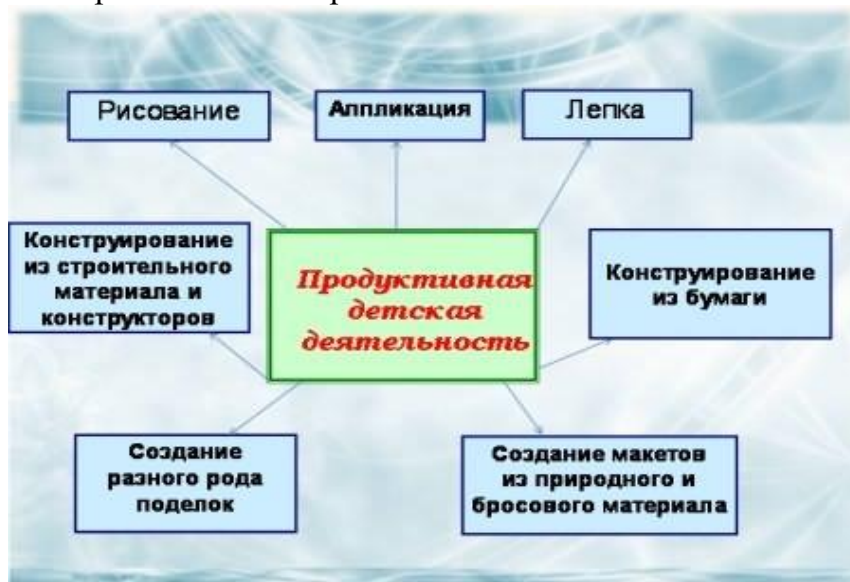 Рисование
Аппликация
Лепка
Конструирование
из строительного
материала и
конструкторов
Продуктивная
детская
деятельность
Конструирование
из бумаги
Создание
разного рода
поделок
Создание макетов
из природного и
бросового материала